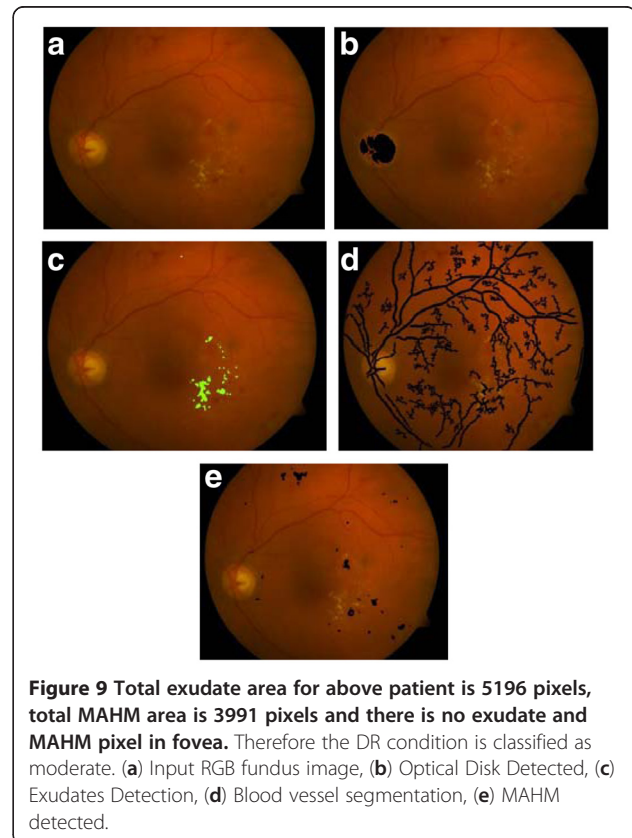 a
b
c
d
e
Figure 9 Total exudate area for above patient is 5196 pixels,
total MAHM area is 3991 pixels and there is no exudate and
MAHM pixel in fovea. Therefore the DR condition is classified as
moderate. (a) Input RGB fundus image, (b) Optical Disk Detected, (c)
Exudates Detection, (d) Blood vessel segmentation, (e) MAHM
detected.